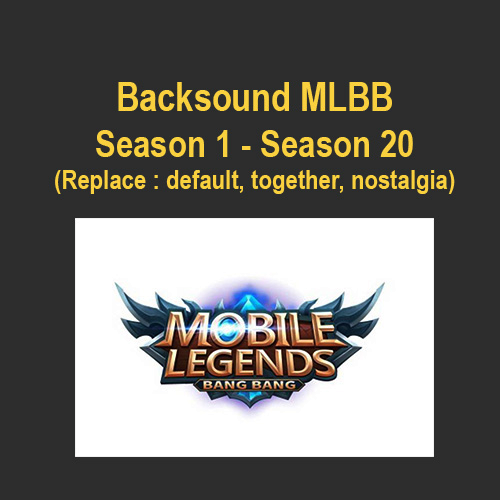 Backsound MLBB
Season 1 - Season 20
(Replace : default, together, nostalgia)
MOBILE
LEGENDS
BANG BANG